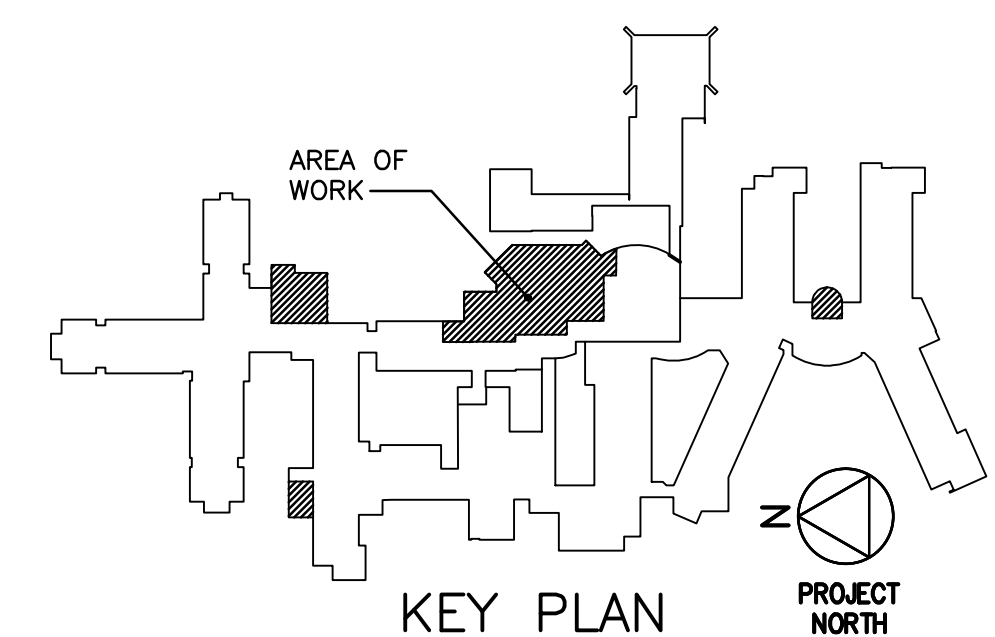 AREA OF
WORK
N
PROJECT
NORTH
KEY PLAN